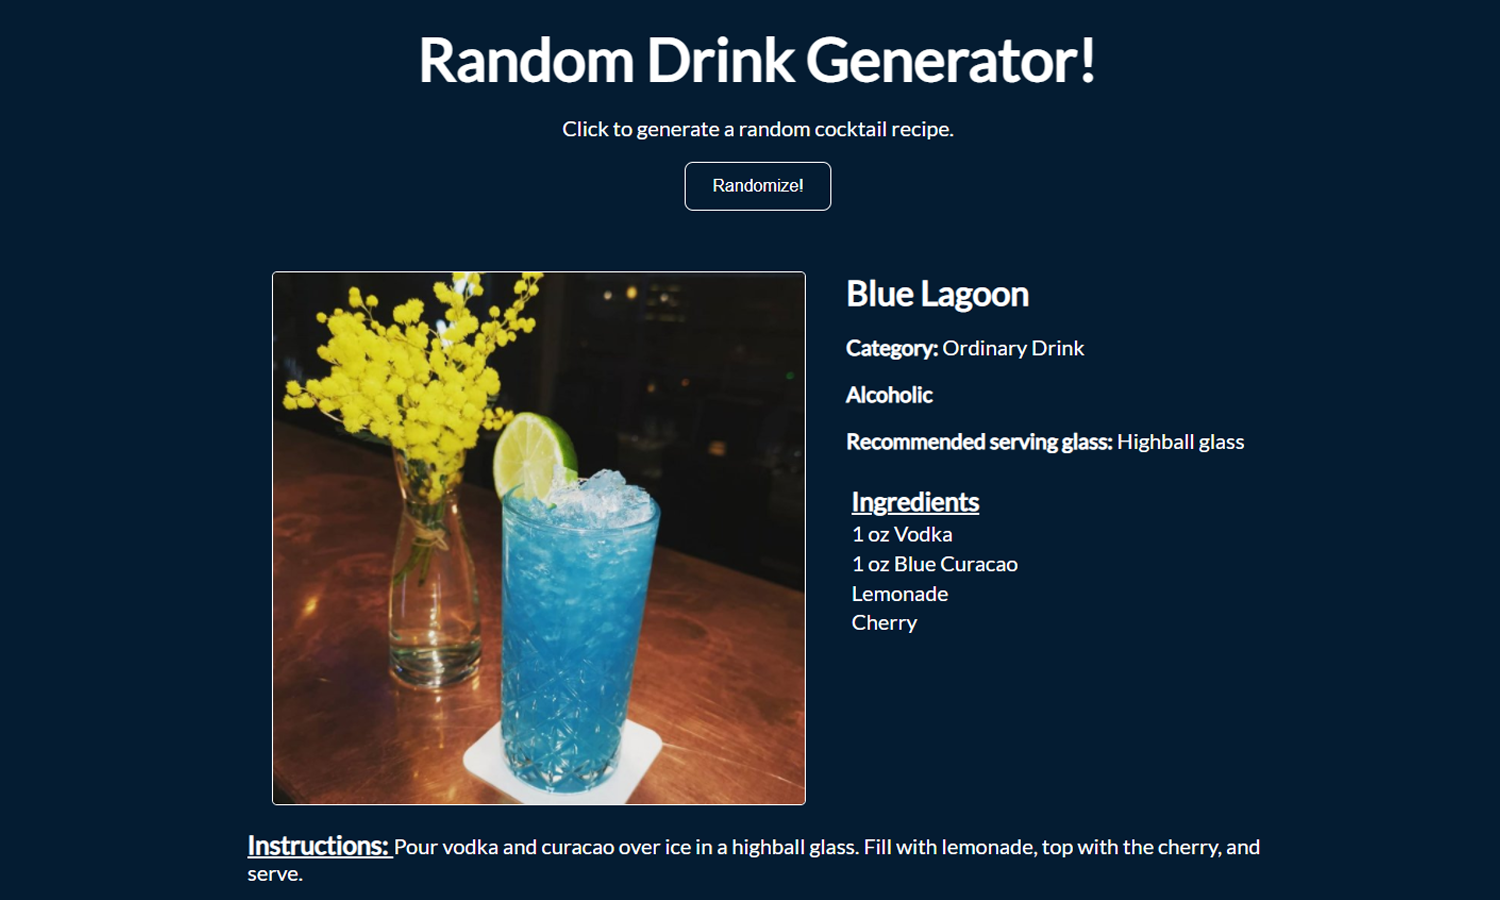 Random Drink Generator!
Click to generate a random cocktail recipe.
Randomize!
Blue Lagoon
Category: Ordinary Drink
Alcoholic
Recommended serving glass: Highball glass
Ingredients
1 oz Vodka
1 oz Blue Curacao
Lemonade
Cherry
Instructions: Pour vodka and curacao over ice in a highball glass. Fill with lemonade, top with the cherry, and
serve.